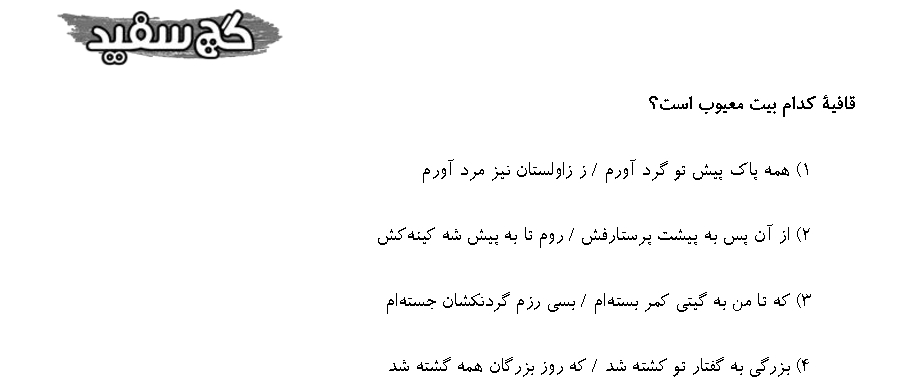 گچ سفید
قافیهٔ کدام بیت معیوب است؟
۱) همه پاک پیش تو گرد آورم / ز زاولستان نیز مرد آورم
۲) از آن پس به پیشت پرستارفش / روم تا به پیش شه کینه‌کش
۳) که تا من به گیتی کمر بسته‌ام / بسی رزم گردنکشان جسته‌ام
۴) بزرگی به گفتار تو کشته شد / که روز بزرگان همه گشته شد